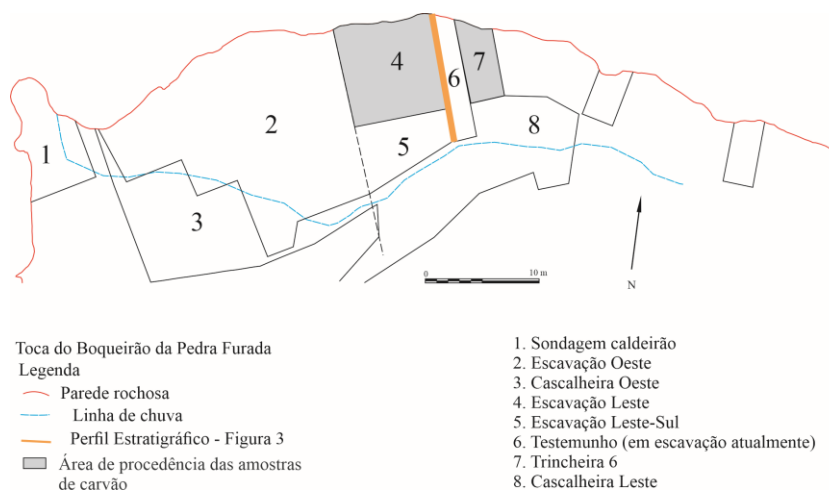 4
6
7
2
1
5
8
3
0
10 m
N
Toca do Boqueirão da Pedra Furada
Legenda
Parede rochosa
Linha de chuva
Perfil Estratigráfico - Figura 3
Área de procedência das amostras
de carvão
1. Sondagem caldeirão
2. Escavação Oeste
3. Cascalheira Oeste
4. Escavação Leste
5. Escavação Leste-Sul
6. Testemunho (em escavação atualmente)
7. Trincheira 6
8. Cascalheira Leste